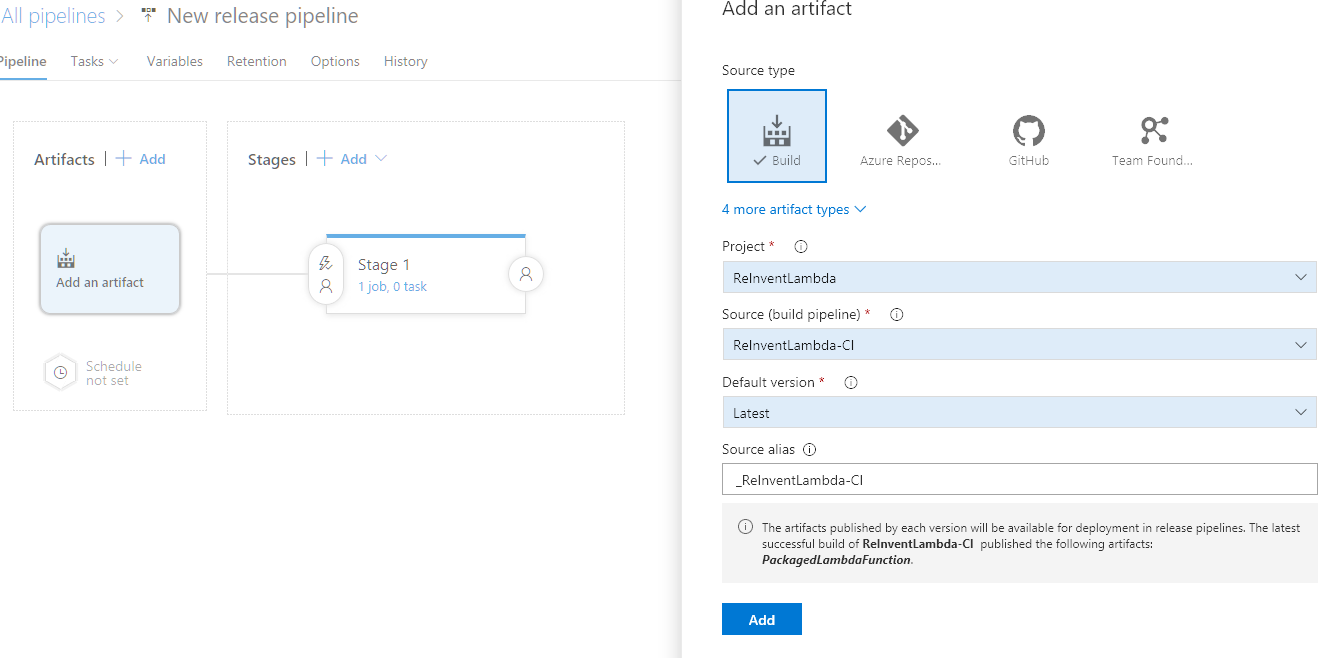 All pipelines > New release pipeline
Pipeline Tasks Variables Retention Options History
Artifacts | + Add
Stages | + Add
Add an artifact
Schedule
not set
Stage 1
1 job, 0 task
Add an artifact
Source type
Build
Azure Repos...
GitHub
Team Found...
4 more artifact types
Project *
ReInventLambda
Source (build pipeline) *
ReInventLambda-CI
Default version *
Latest
Source alias
_ReInventLambda-CI
The artifacts published by each version will be available for deployment in release pipelines. The latest
successful build of ReInventLambda-CI published the following artifacts:
PackagedLambdaFunction.
Add